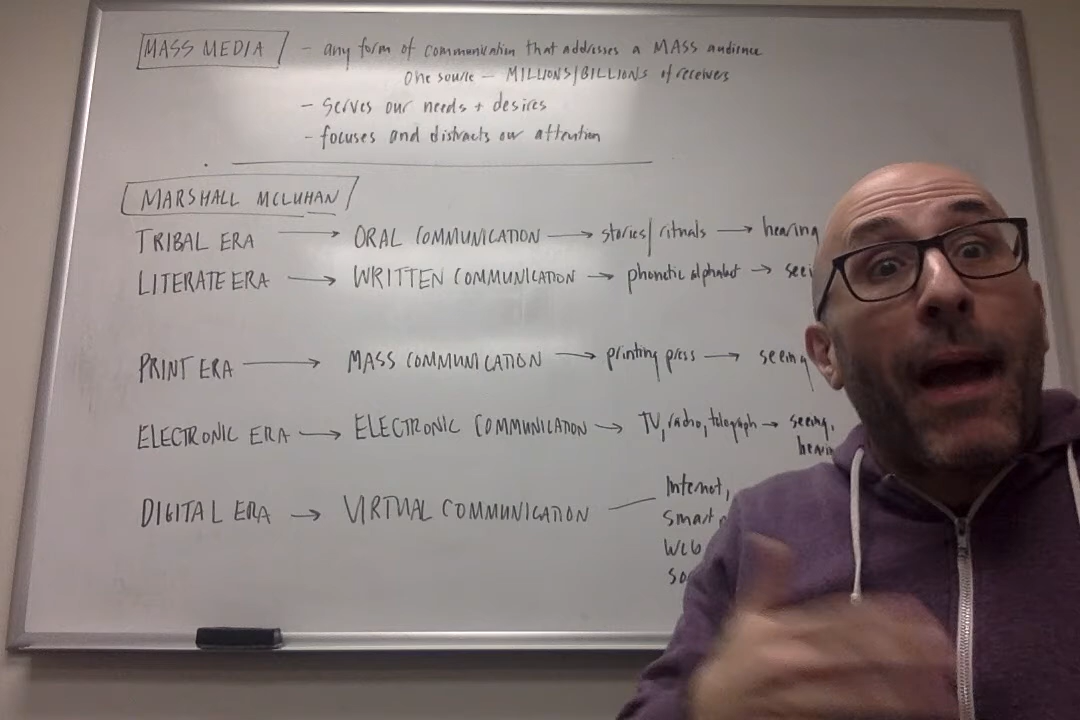 MASS MEDIA - any form of communication that addresses a MASS audience
One source - MILLIONS/BILLIONS of receivers
- serves our needs + desires
- focuses and distracts our attention
MARSHALL MCLUHAN
TRIBAL ERA → ORAL COMMUNICATION → stories/rituals → hearing
LITERATE ERA → WRITTEN COMMUNICATION → phonetic alphabet →
PRINT ERA → MASS COMMUNICATION → printing press → seeing
ELECTRONIC ERA → ELECTRONIC COMMUNICATION → TV, radio, telegraph → seeing,
DIGITAL ERA → VIRTUAL COMMUNICATION — Internet,
smart
Web